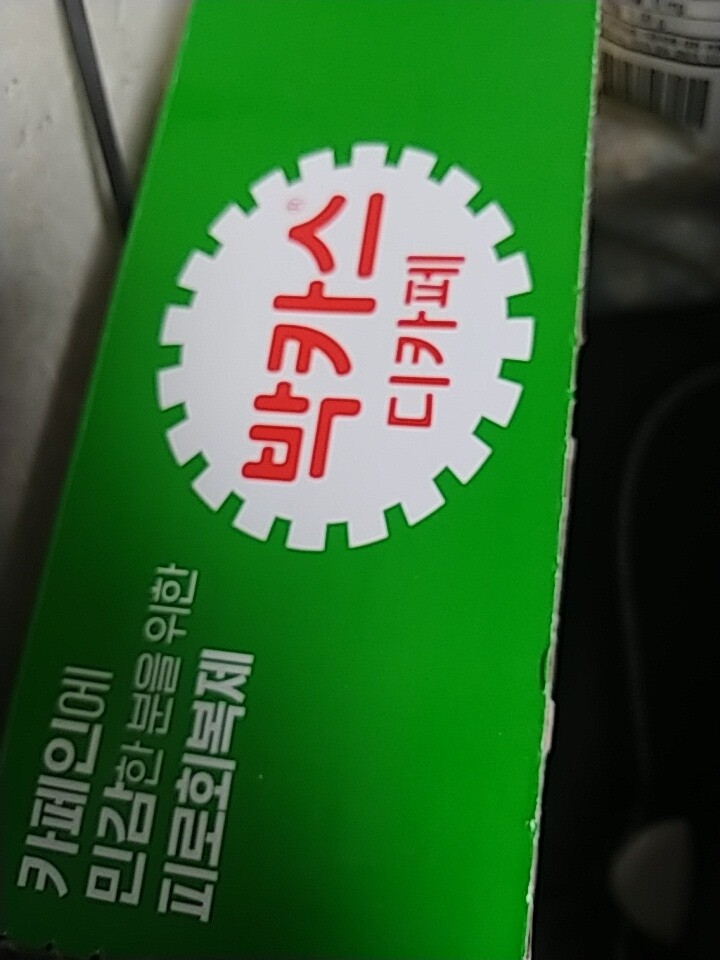 박카스®
디카페
카페인에
민감한 분을 위한
피로회복제